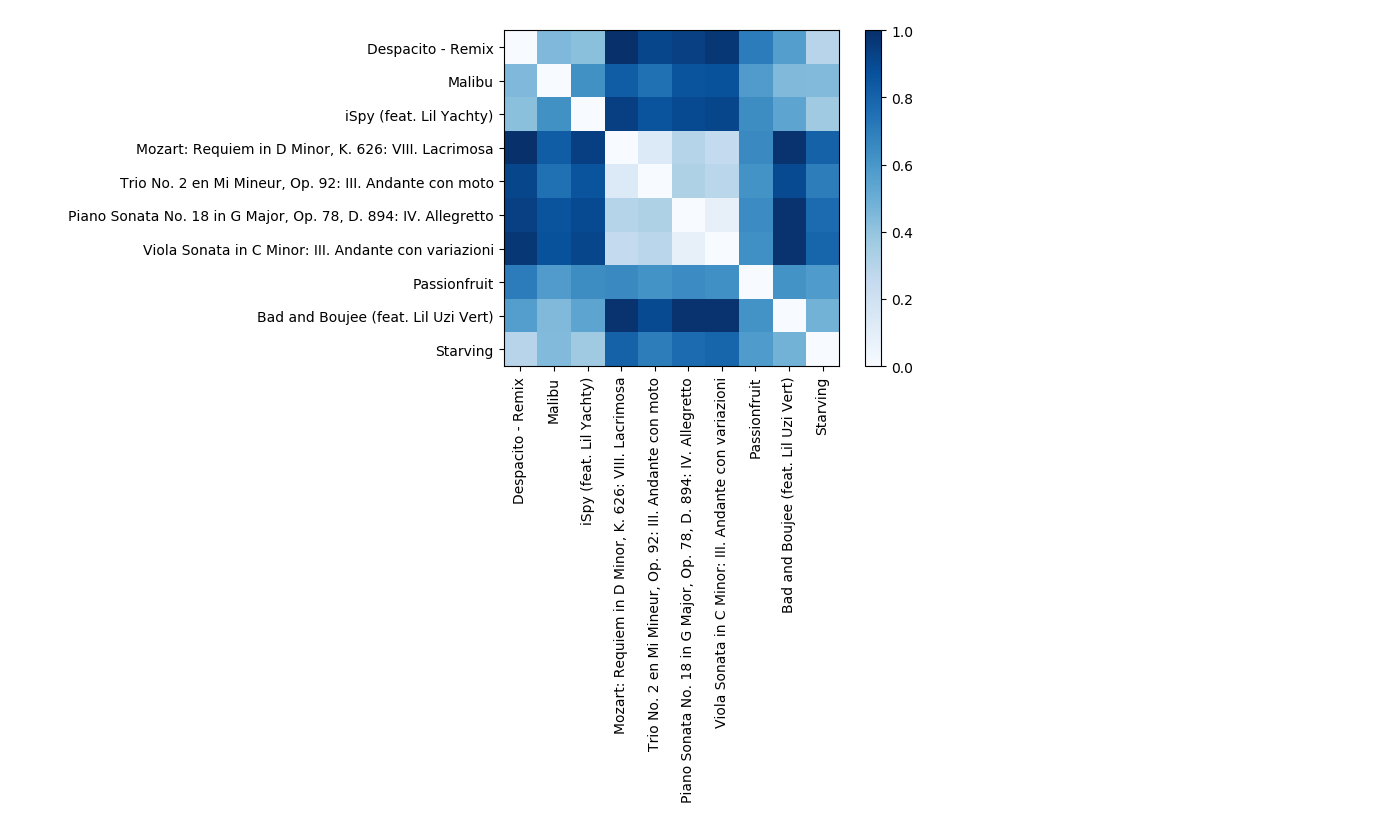 Despacito - Remix
Malibu
iSpy (feat. Lil Yachty)
Mozart: Requiem in D Minor, K. 626: VIII. Lacrimosa
Trio No. 2 en Mi Mineur, Op. 92: III. Andante con moto
Piano Sonata No. 18 in G Major, Op. 78, D. 894: IV. Allegretto
Viola Sonata in C Minor: III. Andante con variazioni
Passionfruit
Bad and Boujee (feat. Lil Uzi Vert)
Starving
1.0
0.8
0.6
0.4
0.2
0.0
Despacito - Remix
Malibu
iSpy (feat. Lil Yachty)
Mozart: Requiem in D Minor, K. 626: VIII. Lacrimosa
Trio No. 2 en Mi Mineur, Op. 92: III. Andante con moto
Piano Sonata No. 18 in G Major, Op. 78, D. 894: IV. Allegretto
Viola Sonata in C Minor: III. Andante con variazioni
Passionfruit
Bad and Boujee (feat. Lil Uzi Vert)
Starving